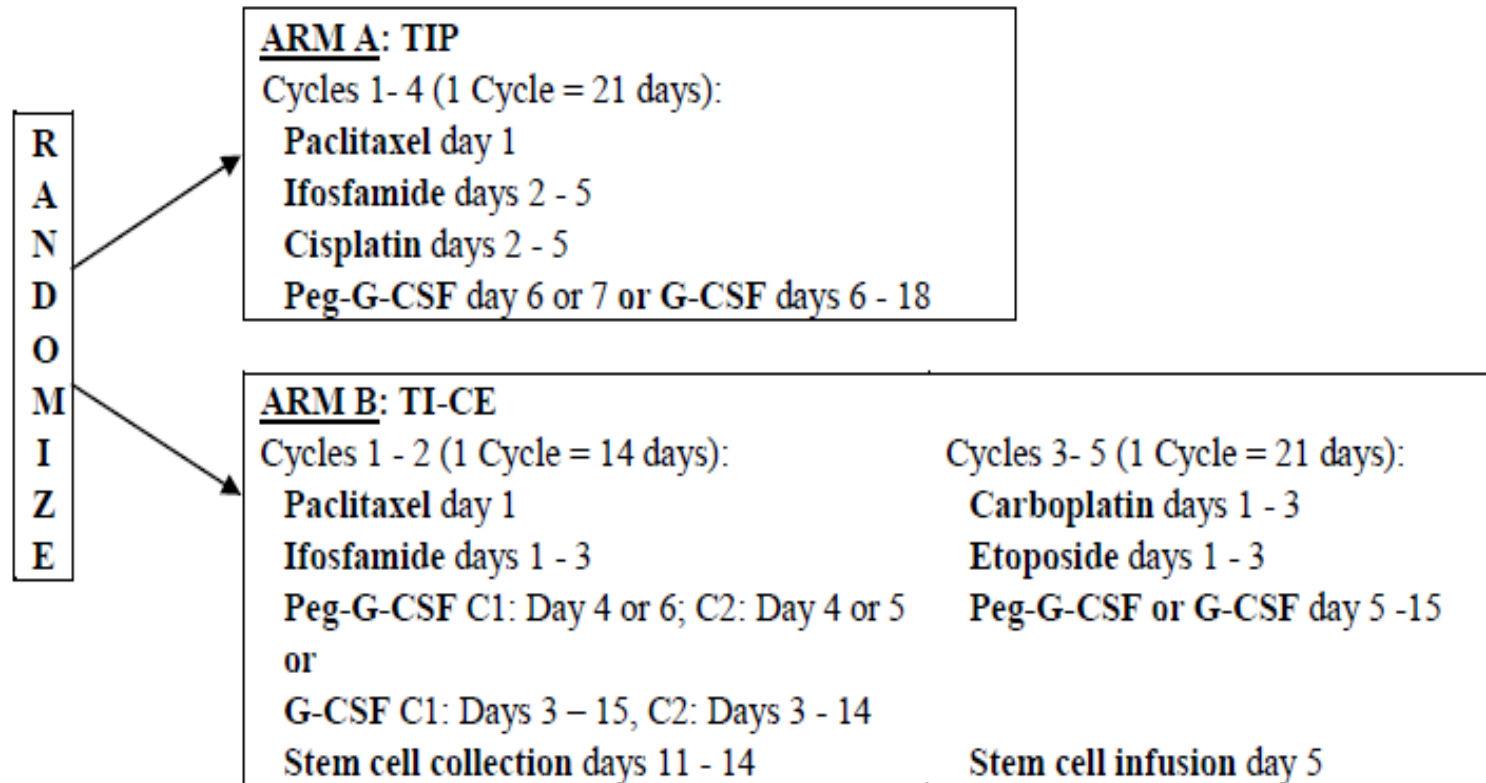 RANDOMIZE
ARM A: TIP
Cycles 1- 4 (1 Cycle = 21 days):
Paclitaxel day 1
Ifosfamide days 2 - 5
Cisplatin days 2 - 5
Peg-G-CSF day 6 or 7 or G-CSF days 6 - 18
ARM B: TI-CE
Cycles 1 - 2 (1 Cycle = 14 days):
Paclitaxel day 1
Ifosfamide days 1 - 3
Peg-G-CSF C1: Day 4 or 6; C2: Day 4 or 5
or
G-CSF C1: Days 3 – 15, C2: Days 3 - 14
Stem cell collection days 11 - 14
Cycles 3- 5 (1 Cycle = 21 days):
Carboplatin days 1 - 3
Etoposide days 1 - 3
Peg-G-CSF or G-CSF day 5 -15
Stem cell infusion day 5